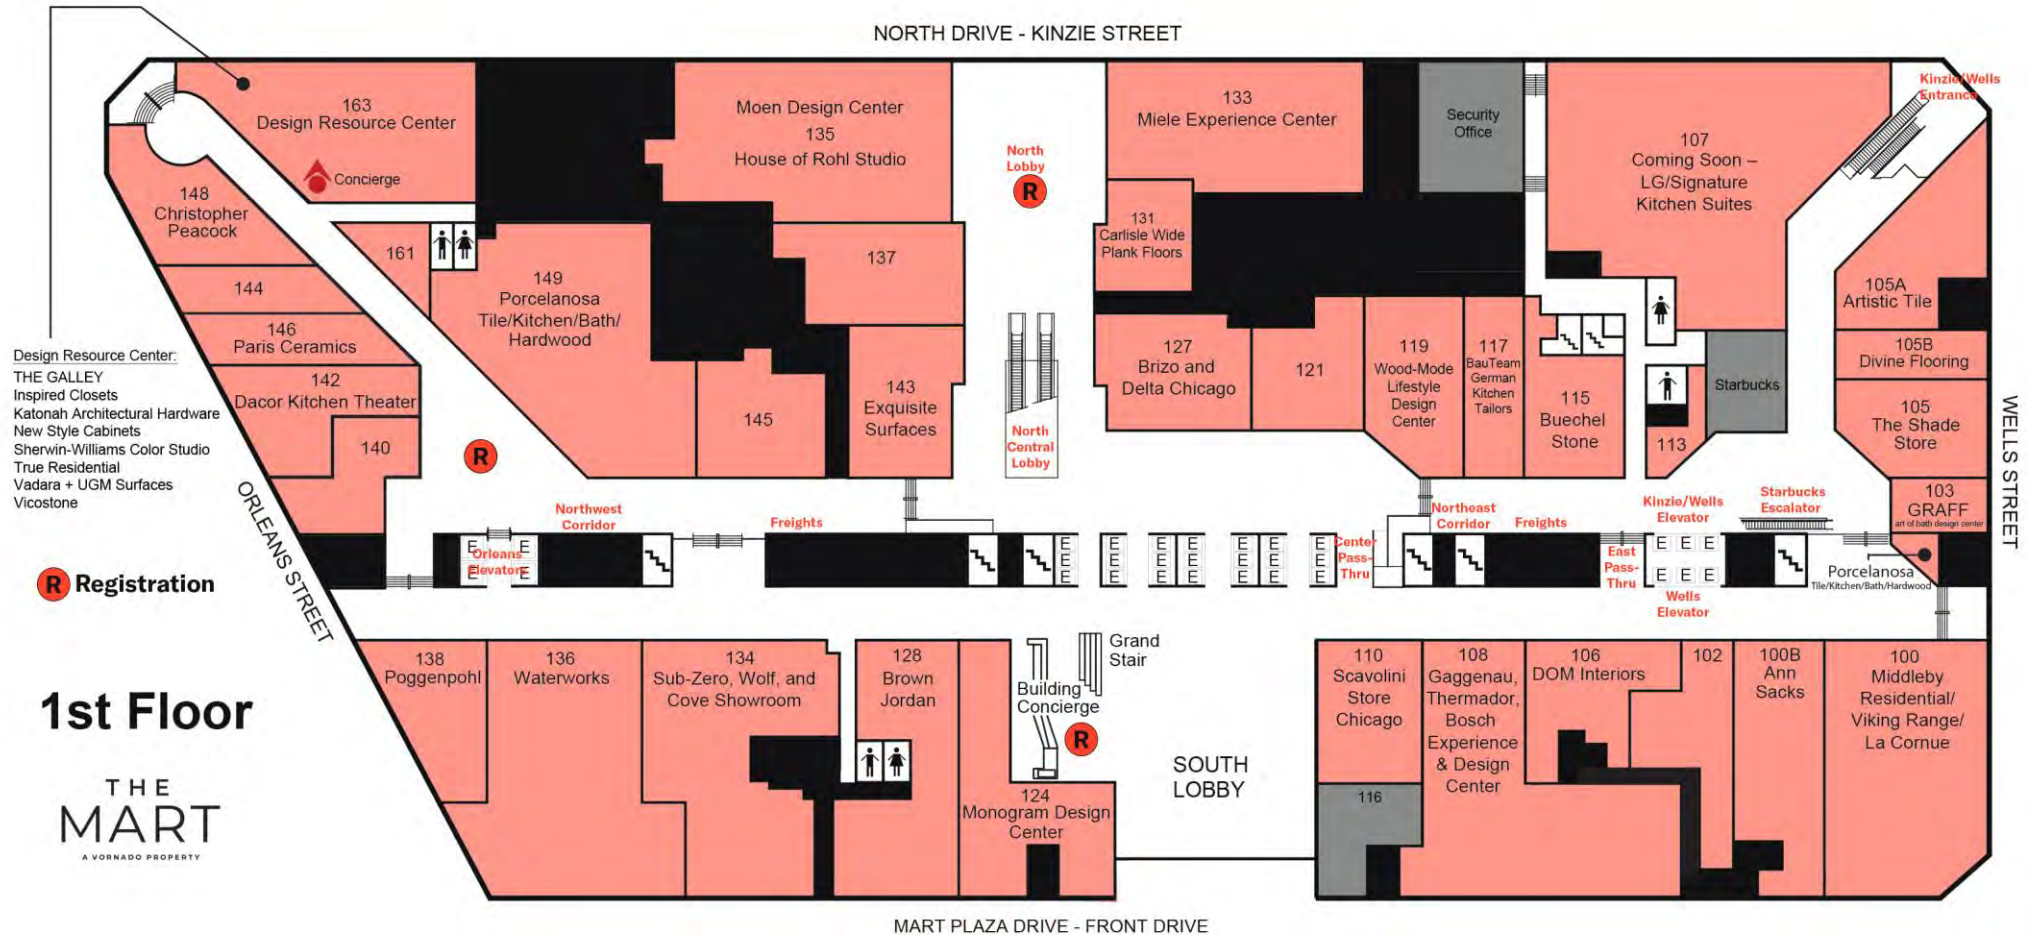 NORTH DRIVE - KINZIE STREET
163
Design Resource Center
Concierge
Moen Design Center
135
House of Rohl Studio
North
Lobby
R
133
Miele Experience Center
Security
Office
107
Coming Soon –
LG/Signature
Kitchen Suites
Kinzie/Wells
Entrance
148
Christopher
Peacock
161
149
Porcelanosa
Tile/Kitchen/Bath/
Hardwood
137
131
Carlisle Wide
Plank Floors
105A
Artistic Tile
144
146
Paris Ceramics
142
Dacor Kitchen Theater
140
145
143
Exquisite
Surfaces
North
Central
Lobby
127
Brizo and
Delta Chicago
121
119
Wood-Mode
Lifestyle
Design
Center
117
BauTeam
German
Kitchen
Tailors
115
Buechel
Stone
113
Starbucks
105B
Divine Flooring
105
The Shade
Store
103
GRAFF
art of bath design center
WELLS STREET
Design Resource Center:
THE GALLEY
Inspired Closets
Katonah Architectural Hardware
New Style Cabinets
Sherwin-Williams Color Studio
True Residential
Vadara + UGM Surfaces
Vicostone
ORLEANS STREET
R
Northwest
Corridor
Freights
Northeast
Corridor
Freights
Kinzie/Wells
Elevator
Starbucks
Escalator
E E
Orleans
Elevators
E E
E E E E E E E
E E E E E E E
E E E E E E E
Center
Pass-
Thru
East
Pass-
Thru
E E E
E E E
Wells
Elevator
Porcelanosa
Tile/Kitchen/Bath/Hardwood
R Registration
1st Floor
THE
MART
A VORNADO PROPERTY
138
Poggenpohl
136
Waterworks
134
Sub-Zero, Wolf, and
Cove Showroom
128
Brown
Jordan
Grand
Stair
Building
Concierge
R
124
Monogram Design
Center
SOUTH
LOBBY
110
Scavolini
Store
Chicago
116
108
Gaggenau,
Thermador,
Bosch
Experience
& Design
Center
106
DOM Interiors
102
100B
Ann
Sacks
100
Middleby
Residential/
Viking Range/
La Cornue
MART PLAZA DRIVE - FRONT DRIVE